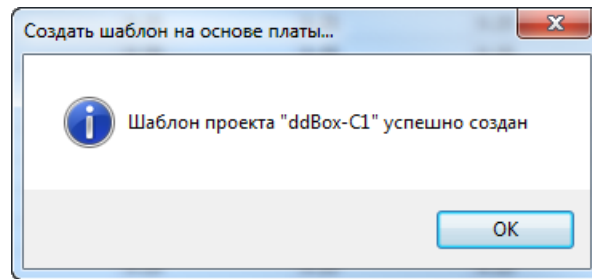 Создать шаблон на основе платы...
Шаблон проекта "ddBox-C1" успешно создан
OK